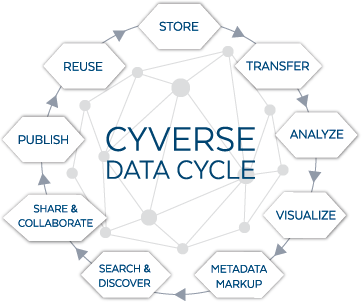 STORE
TRANSFER
ANALYZE
VISUALIZE
METADATA
MARKUP
SEARCH &
DISCOVER
SHARE &
COLLABORATE
PUBLISH
REUSE
CYVERSE
DATA CYCLE